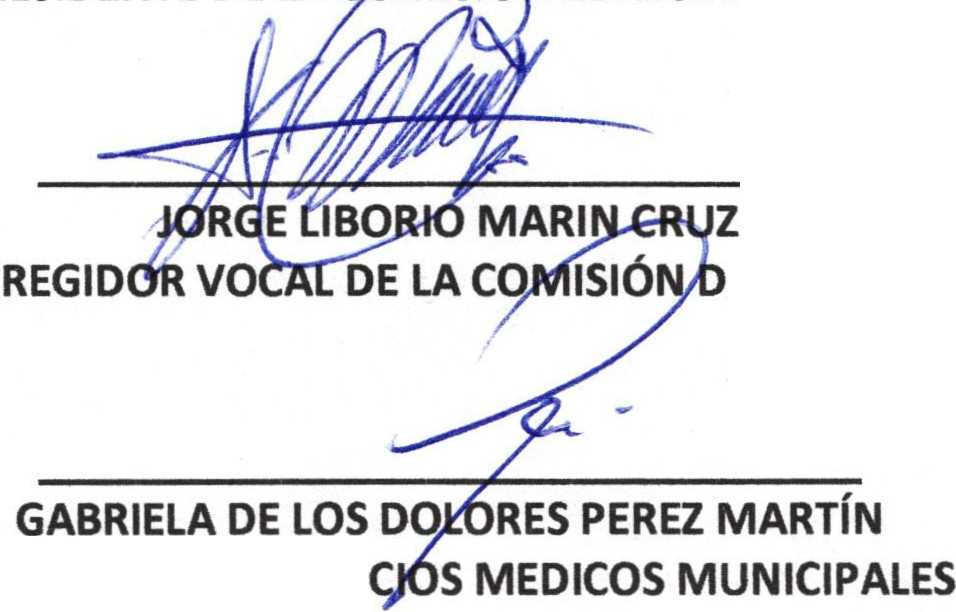 JORGE LIBORIO MARIN CRUZ
REGIDOR VOCAL DE LA COMISIÓN D
GABRIELA DE LOS DOLORES PEREZ MARTÍN
CIOS MEDICOS MUNICIPALES